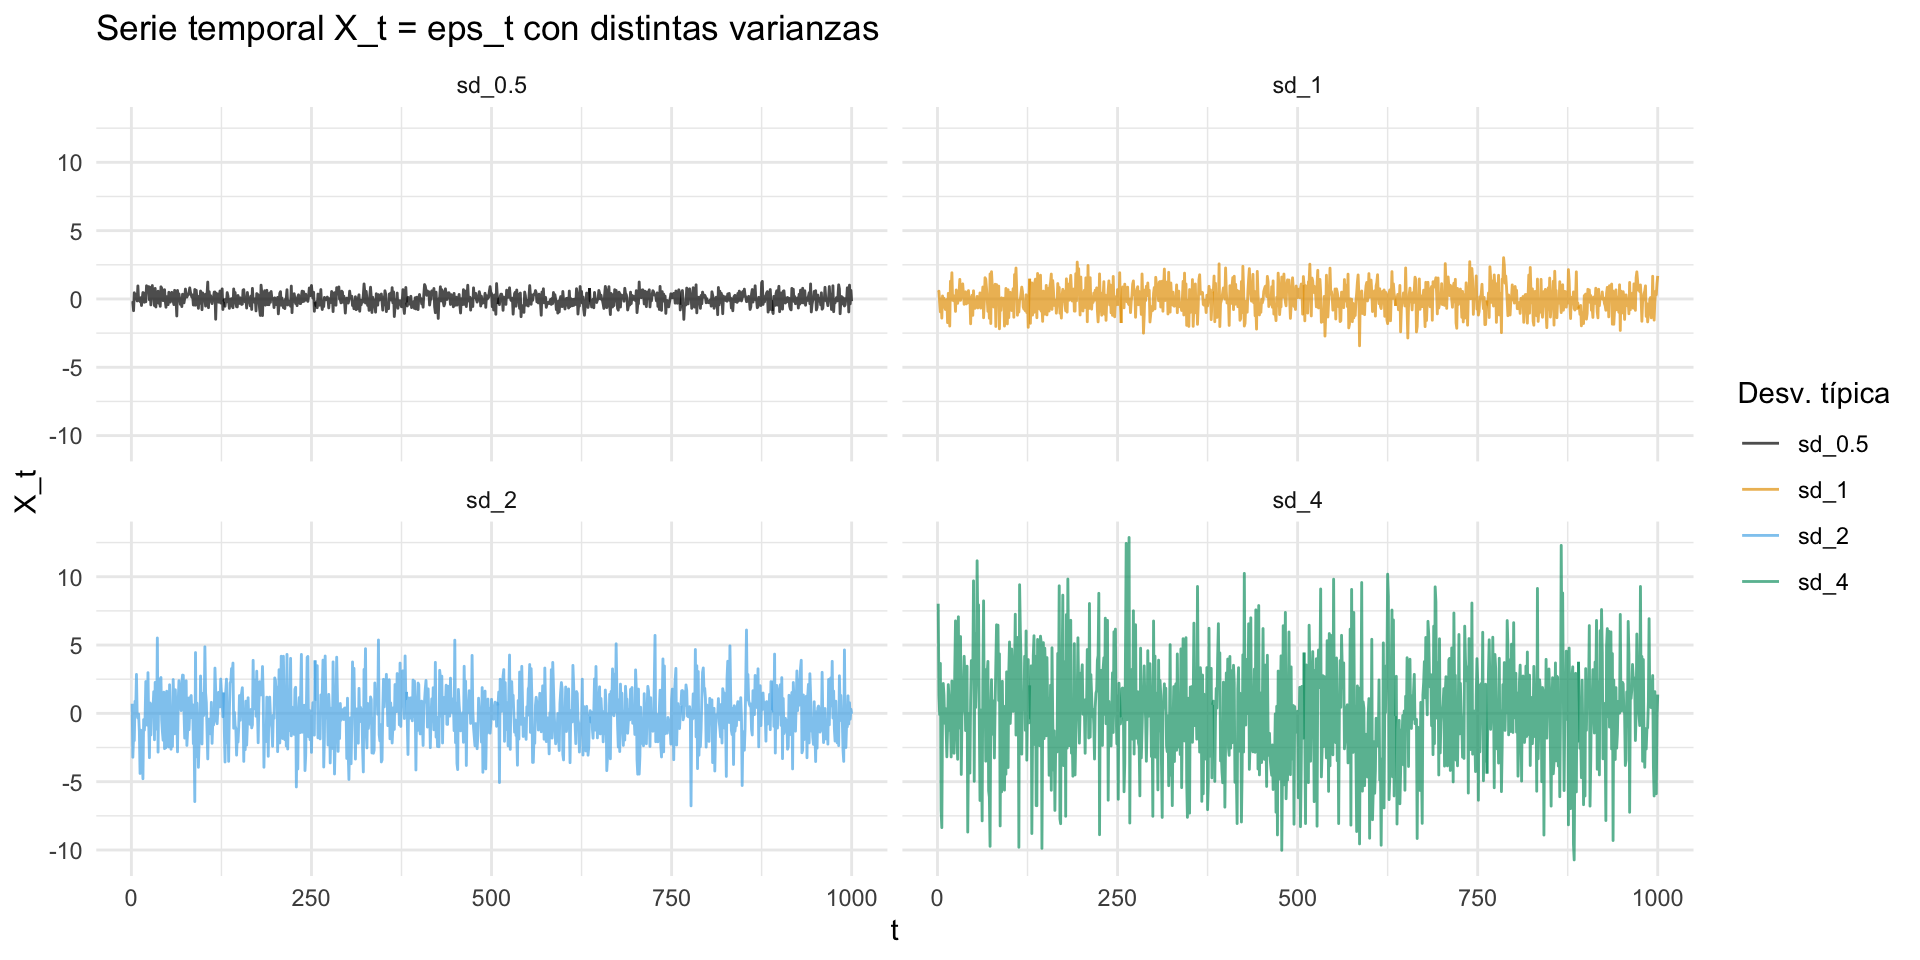 Serie temporal X_t = eps_t con distintas varianzas
sd_0.5
sd_1
10
5
0
-5
-10
X_t
sd_2
sd_4
10
5
0
-5
-10
0
250
500
750
1000
0
250
500
750
1000
t
Desv. típica
sd_0.5
sd_1
sd_2
sd_4